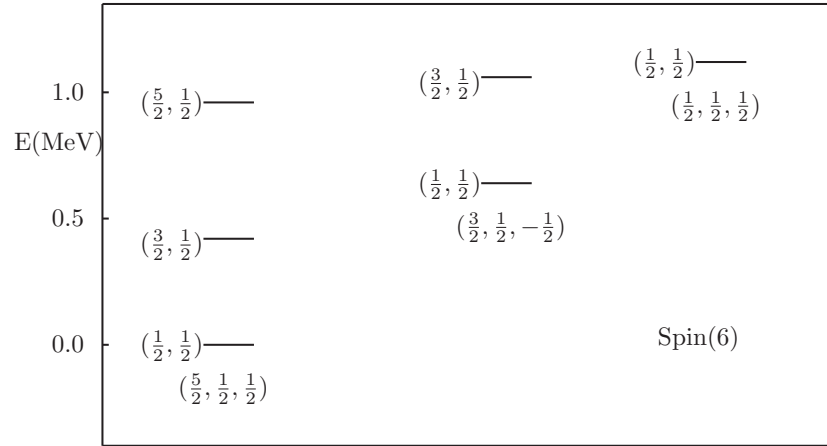 (1/2, 1/2)
(3/2, 1/2)
1.0
(5/2, 1/2)
(1/2, 1/2, 1/2)
E(MeV)
(1/2, 1/2)
0.5
(3/2, 1/2, −1/2)
(3/2, 1/2)
0.0
(1/2, 1/2)
Spin(6)
(5/2, 1/2, 1/2)